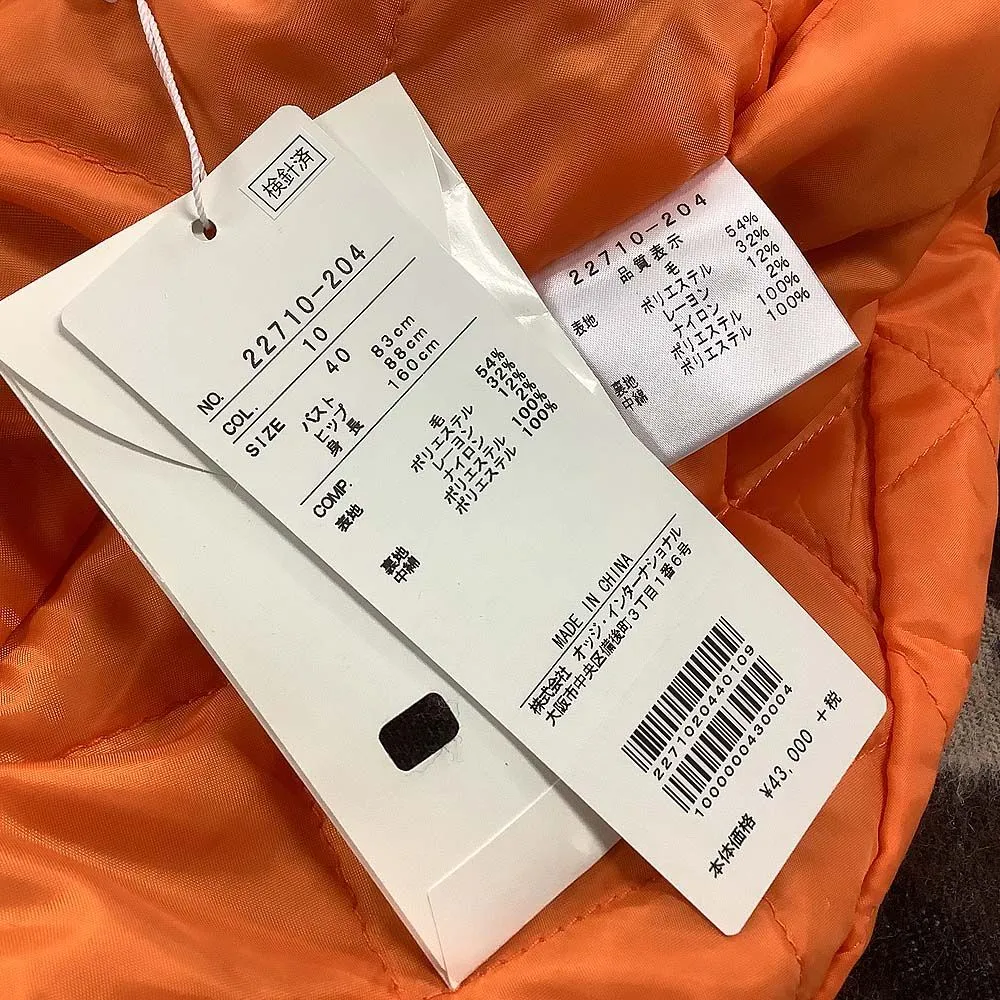 検針済
NO. 22710-204
COL. 10
SIZE 40
バスト 83cm
ヒップ 88cm
身長 160cm
COMP.
表地 毛 54%
ポリエステル 32%
レーヨン 12%
ナイロン 2%
裏地 ポリエステル 100%
中綿 ポリエステル 100%
MADE IN CHINA
株式会社 オッジ・インターナショナル
大阪市中央区備後町3丁目1番6号
2271020440109
1000000430004
本体価格 ¥43,000 +税
22710-204
品質表示
表地 毛 54%
ポリエステル 32%
レーヨン 12%
ナイロン 2%
裏地 ポリエステル 100%
中綿 ポリエステル 100%